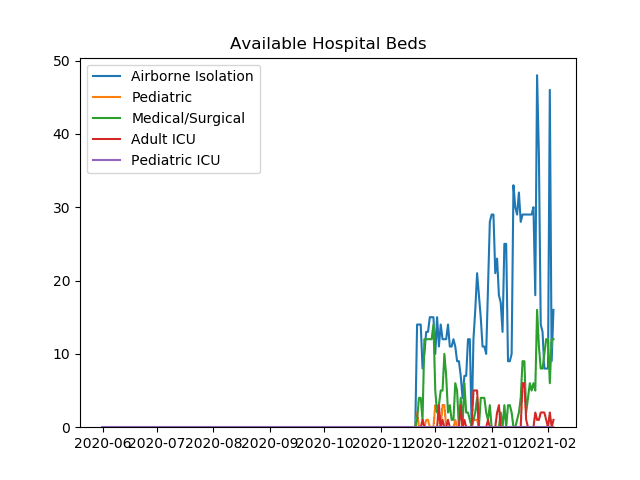 Available Hospital Beds
50
40
30
20
10
0
Airborne Isolation
Pediatric
Medical/Surgical
Adult ICU
Pediatric ICU
2020-06 2020-07 2020-08 2020-09 2020-10 2020-11 2020-12 2021-01 2021-02